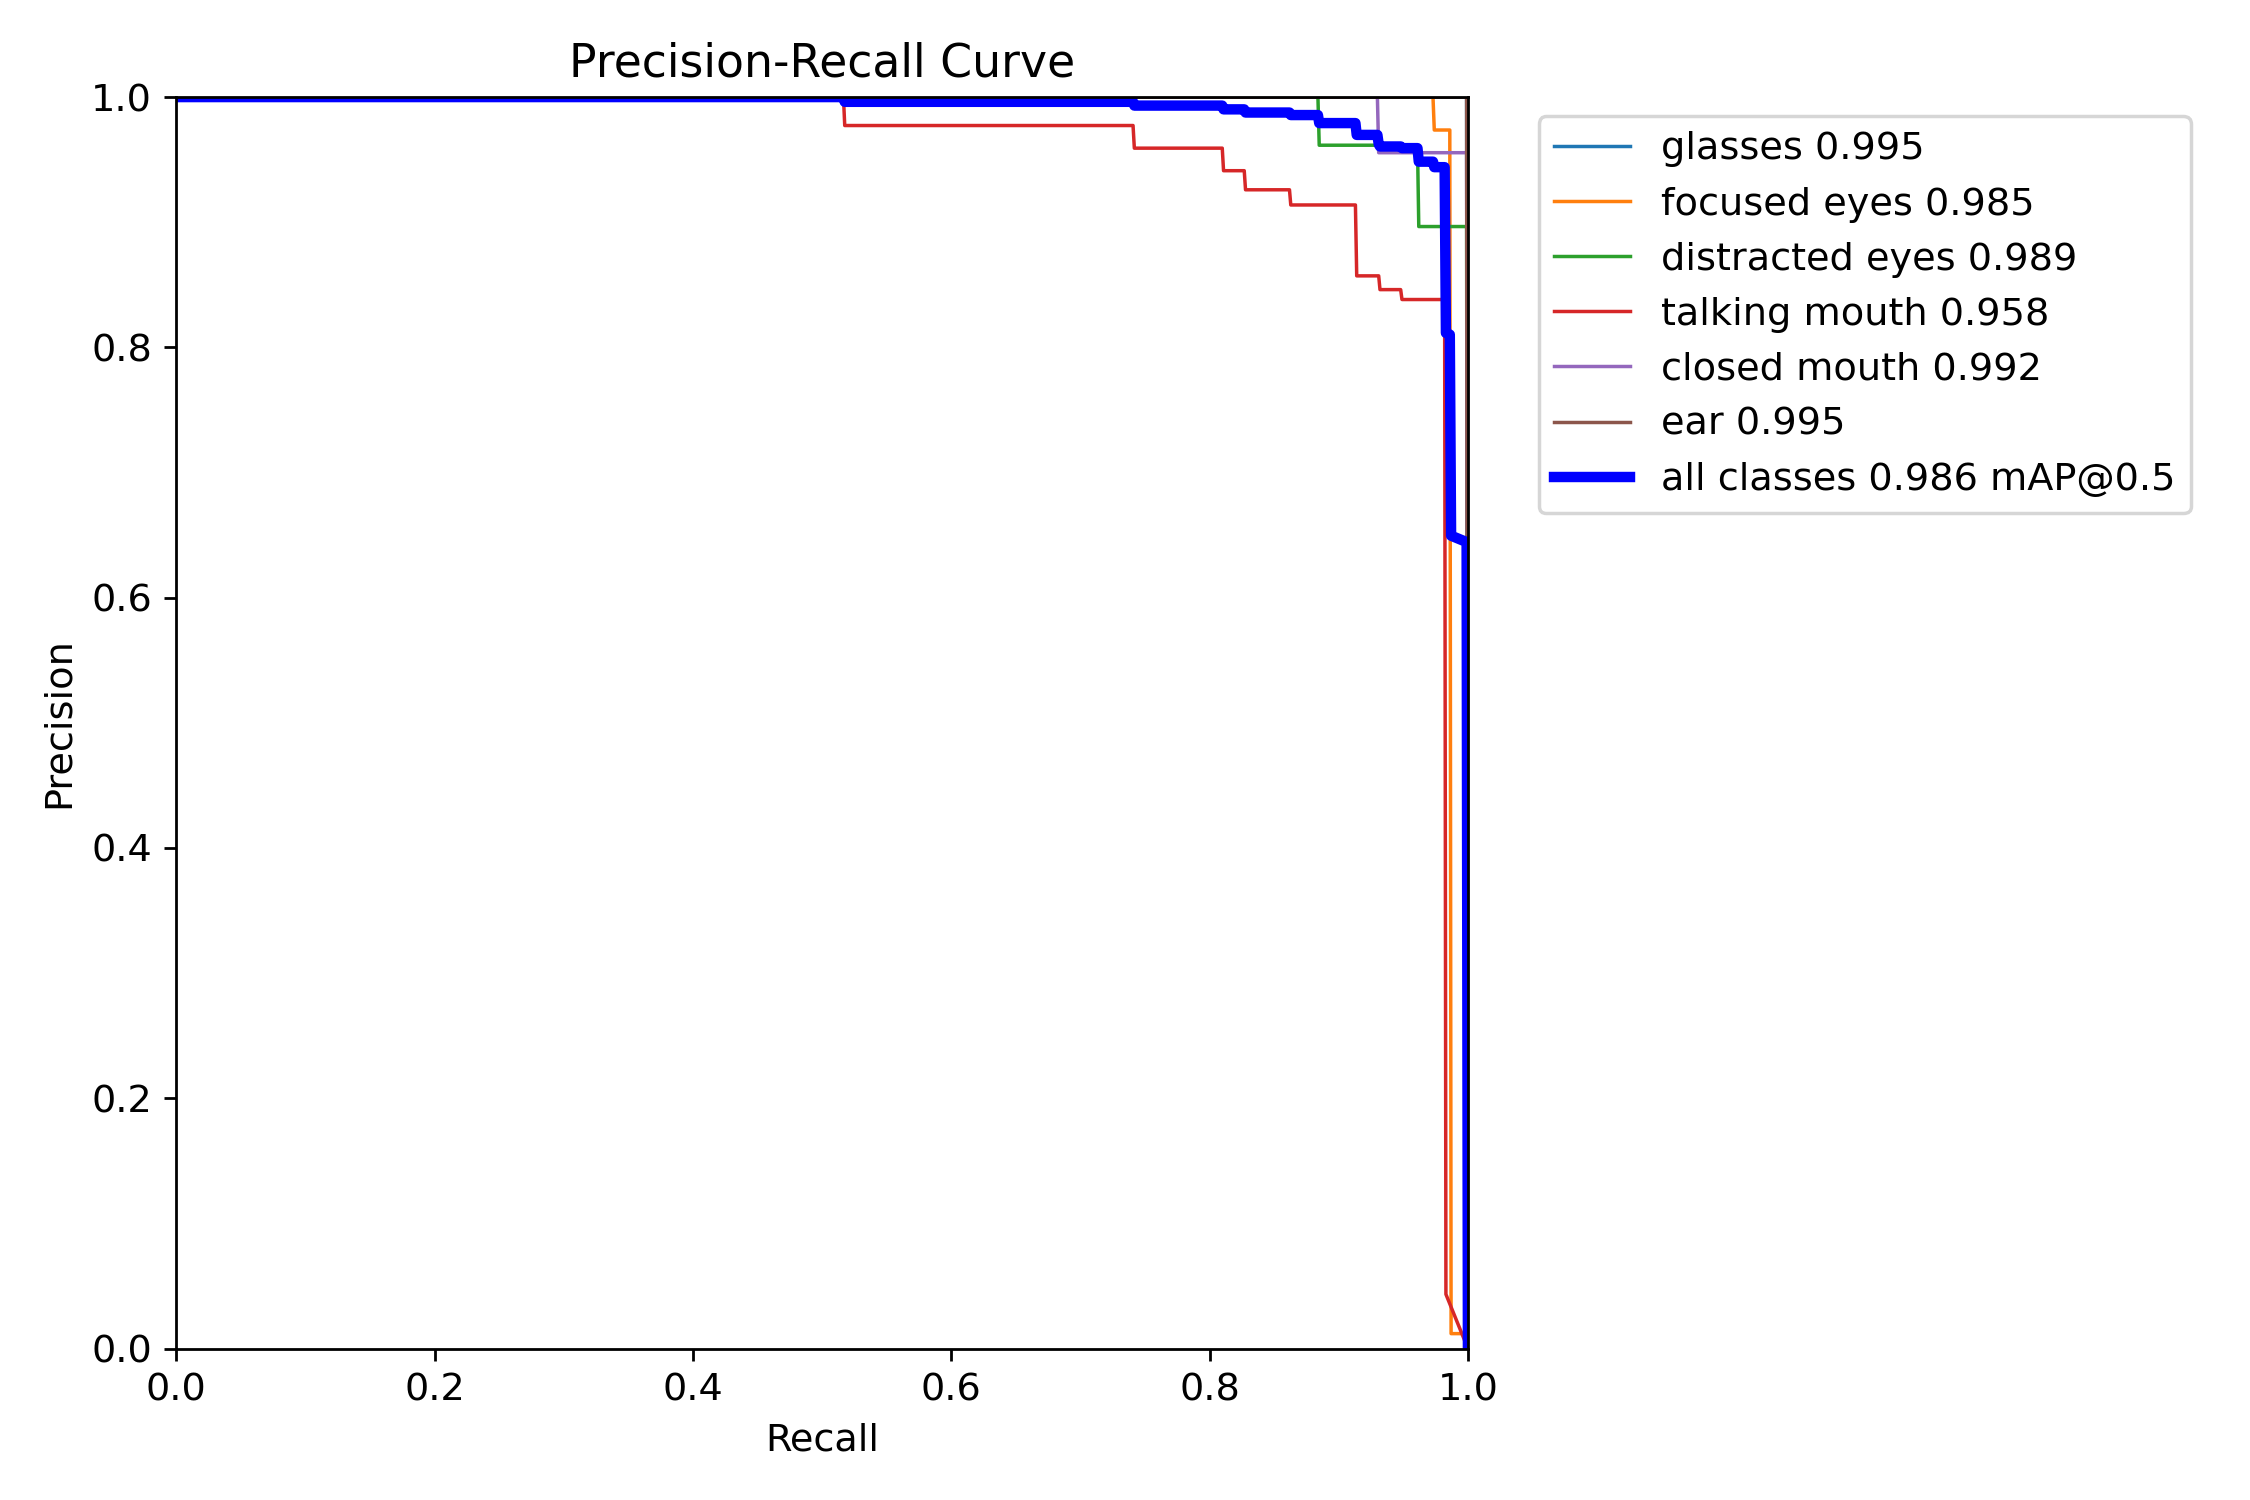 Precision-Recall Curve
1.0
0.8
0.6
0.4
0.2
0.0
Precision
0.0 0.2 0.4 0.6 0.8 1.0
Recall
glasses 0.995
focused eyes 0.985
distracted eyes 0.989
talking mouth 0.958
closed mouth 0.992
ear 0.995
all classes 0.986 mAP@0.5